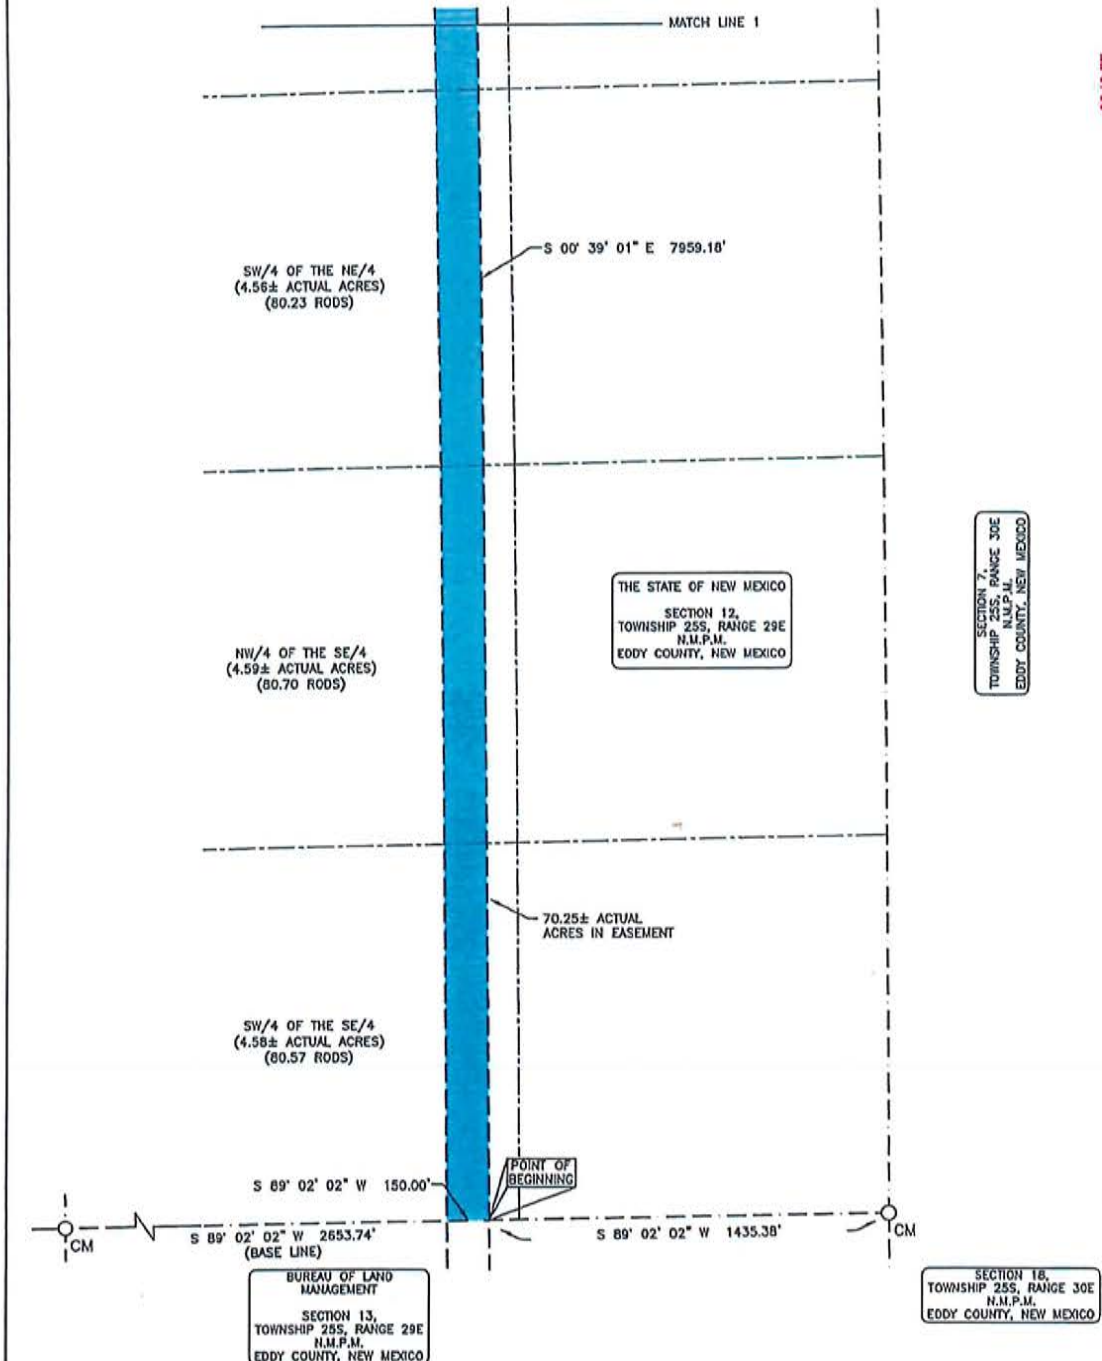 MATCH LINE 1
S 00' 39' 01" E 7959.18'
SW/4 OF THE NE/4
(4.56± ACTUAL ACRES)
(80.23 RODS)
THE STATE OF NEW MEXICO
SECTION 12,
TOWNSHIP 25S, RANGE 29E
N.M.P.M.
EDDY COUNTY, NEW MEXICO
SECTION 7,
TOWNSHIP 25S, RANGE 30E
N.M.P.M.
EDDY COUNTY, NEW MEXICO
NW/4 OF THE SE/4
(4.59± ACTUAL ACRES)
(80.70 RODS)
70.25± ACTUAL
ACRES IN EASEMENT
SW/4 OF THE SE/4
(4.58± ACTUAL ACRES)
(80.57 RODS)
POINT OF
BEGINNING
S 89' 02' 02" W 150.00'
CM
S 89' 02' 02" W 2653.74'
(BASE LINE)
S 89' 02' 02" W 1435.38'
CM
BUREAU OF LAND
MANAGEMENT
SECTION 13,
TOWNSHIP 25S, RANGE 29E
N.M.P.M.
EDDY COUNTY, NEW MEXICO
SECTION 18,
TOWNSHIP 25S, RANGE 30E
N.M.P.M.
EDDY COUNTY, NEW MEXICO